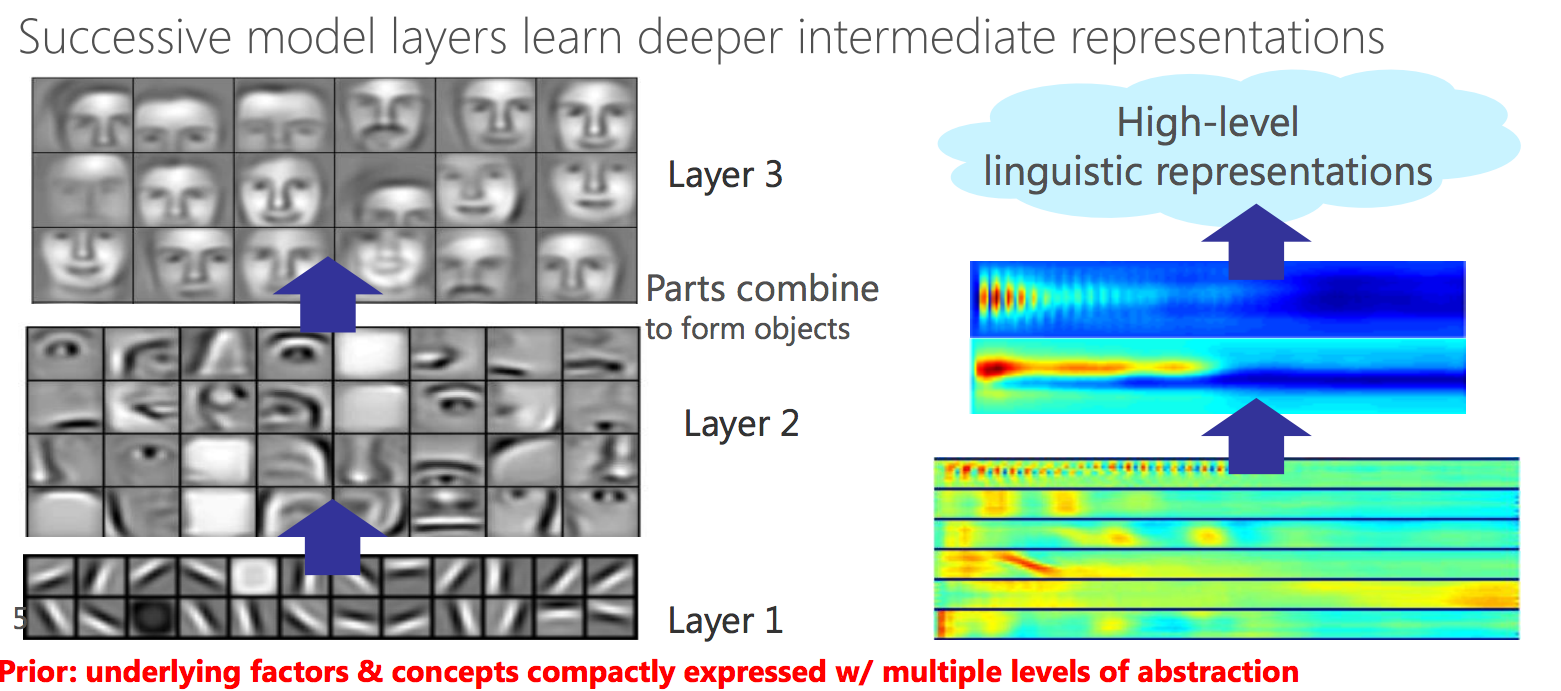 Successive model layers learn deeper intermediate representations
Layer 3
High-level
linguistic representations
Parts combine
to form objects
Layer 2
Layer 1
5
Prior: underlying factors & concepts compactly expressed w/ multiple levels of abstraction